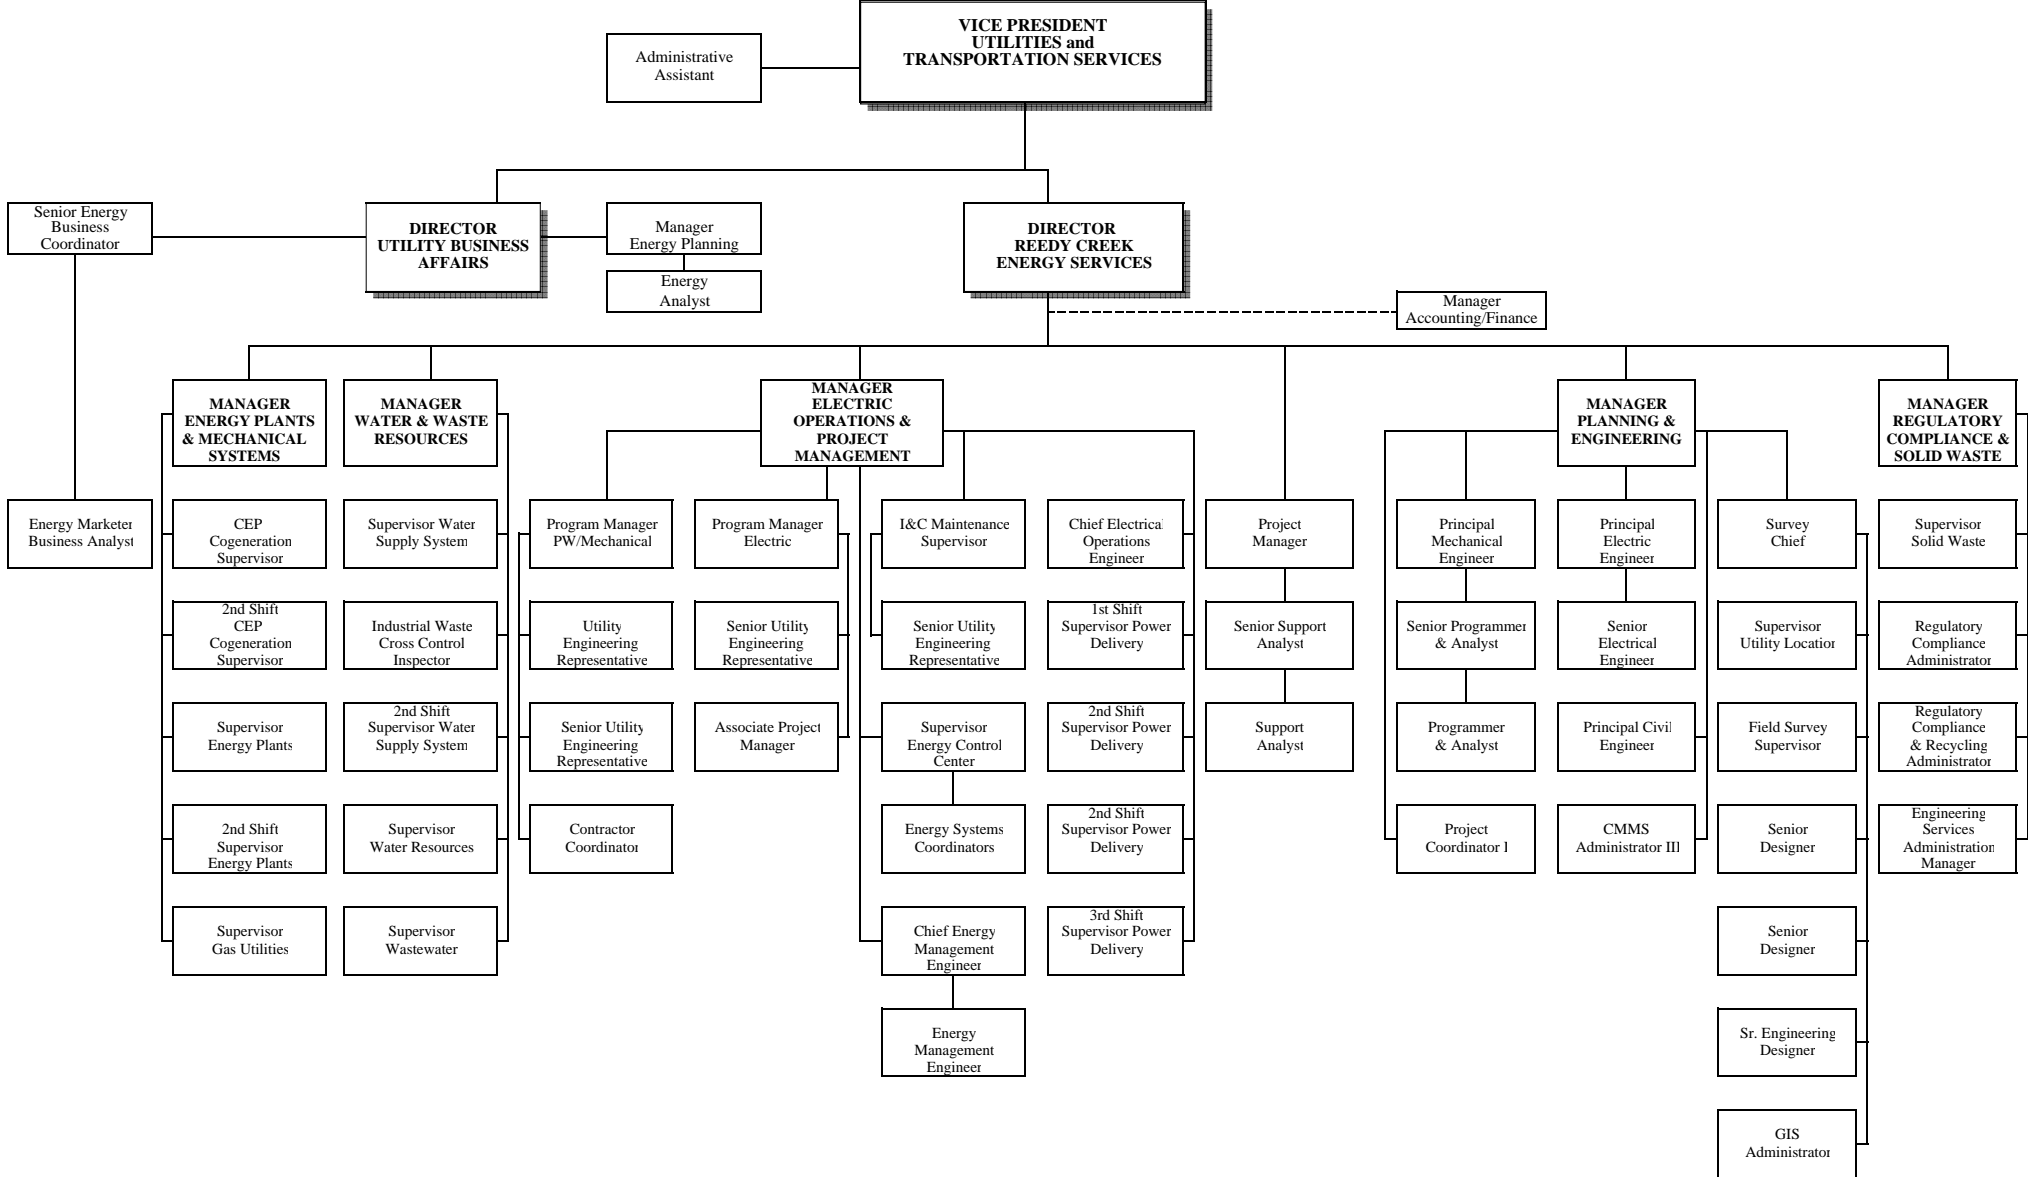 VICE PRESIDENT
UTILITIES and
TRANSPORTATION SERVICES
Administrative
Assistant
Senior Energy
Business
Coordinator
DIRECTOR
UTILITY BUSINESS
AFFAIRS
Manager
Energy Planning
Energy
Analyst
DIRECTOR
REEDY CREEK
ENERGY SERVICES
Manager
Accounting/Finance
MANAGER
ENERGY PLANTS
& MECHANICAL
SYSTEMS
MANAGER
WATER & WASTE
RESOURCES
MANAGER
ELECTRIC
OPERATIONS &
PROJECT
MANAGEMENT
MANAGER
PLANNING &
ENGINEERING
MANAGER
REGULATORY
COMPLIANCE &
SOLID WASTE
Energy Marketer
Business Analyst
CEP
Cogeneration
Supervisor
Supervisor Water
Supply System
Program Manager
PW/Mechanical
Program Manager
Electric
I&C Maintenance
Supervisor
Chief Electrical
Operations
Engineer
Project
Manager
Principal
Mechanical
Engineer
Principal
Electric
Engineer
Survey
Chief
Supervisor
Solid Waste
2nd Shift
CEP
Cogeneration
Supervisor
Industrial Waste
Cross Control
Inspector
Utility
Engineering
Representative
Senior Utility
Engineering
Representative
Senior Utility
Engineering
Representative
1st Shift
Supervisor Power
Delivery
Senior Support
Analyst
Senior Programmer
& Analyst
Senior
Electrical
Engineer
Supervisor
Utility Location
Regulatory
Compliance
Administrator
Supervisor
Energy Plants
2nd Shift
Supervisor Water
Supply System
Senior Utility
Engineering
Representative
Associate Project
Manager
Supervisor
Energy Control
Center
2nd Shift
Supervisor Power
Delivery
Support
Analyst
Programmer
& Analyst
Principal Civil
Engineer
Field Survey
Supervisor
Regulatory
Compliance
& Recycling
Administrator
2nd Shift
Supervisor
Energy Plants
Supervisor
Water Resources
Contractor
Coordinator
Energy Systems
Coordinators
2nd Shift
Supervisor Power
Delivery
Project
Coordinator I
CMMS
Administrator III
Senior
Designer
Engineering
Services
Administration
Manager
Supervisor
Gas Utilities
Supervisor
Wastewater
Chief Energy
Management
Engineer
3rd Shift
Supervisor Power
Delivery
Senior
Designer
Energy
Management
Engineer
Sr. Engineering
Designer
GIS
Administrator